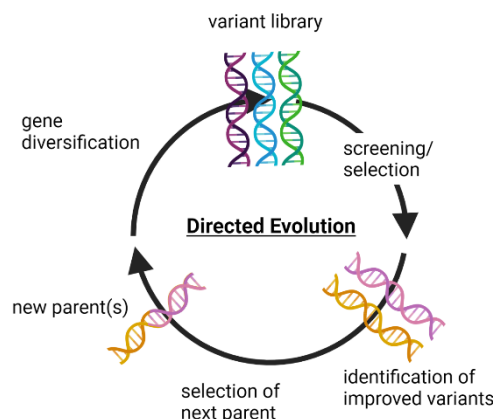 variant library
gene
diversification
screening/
selection
Directed Evolution
new parent(s)
identification of
improved variants
selection of
next parent